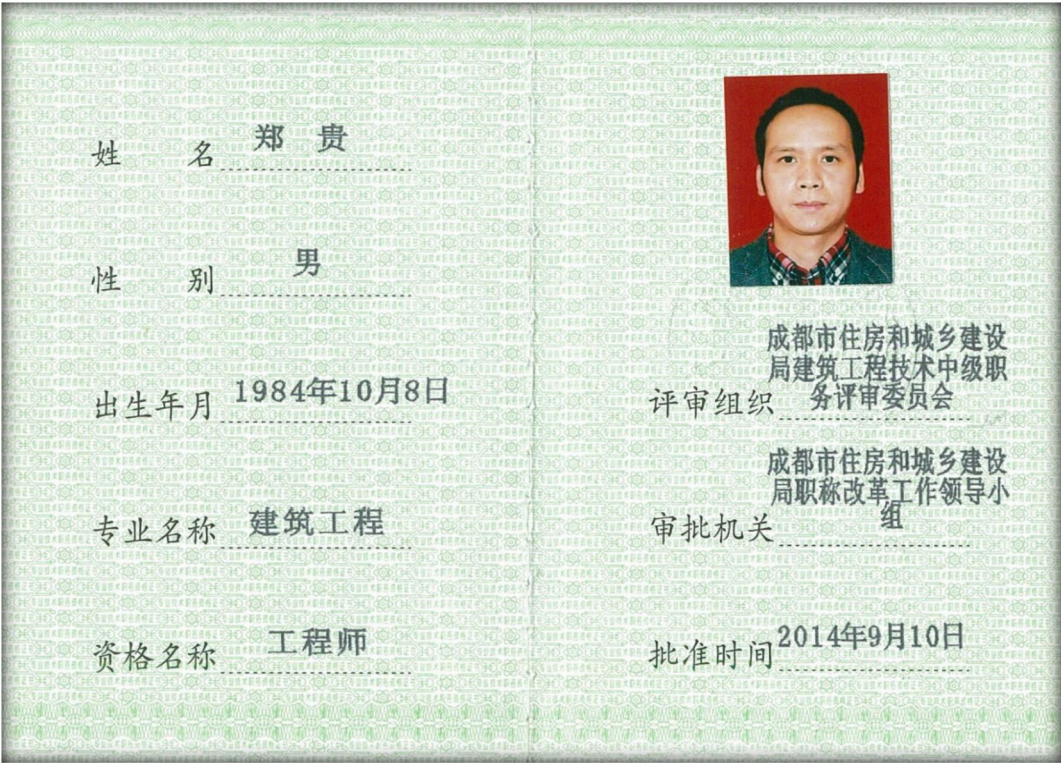 姓 名 郑 贵
性 别 男
出生年月 1984年10月8日
专业名称 建筑工程
资格名称 工程师
成都市住房和城乡建设
局建筑工程技术中级职
评审组织 务评审委员会
成都市住房和城乡建设
局职称改革工作领导小
审批机关 组
批准时间 2014年9月10日